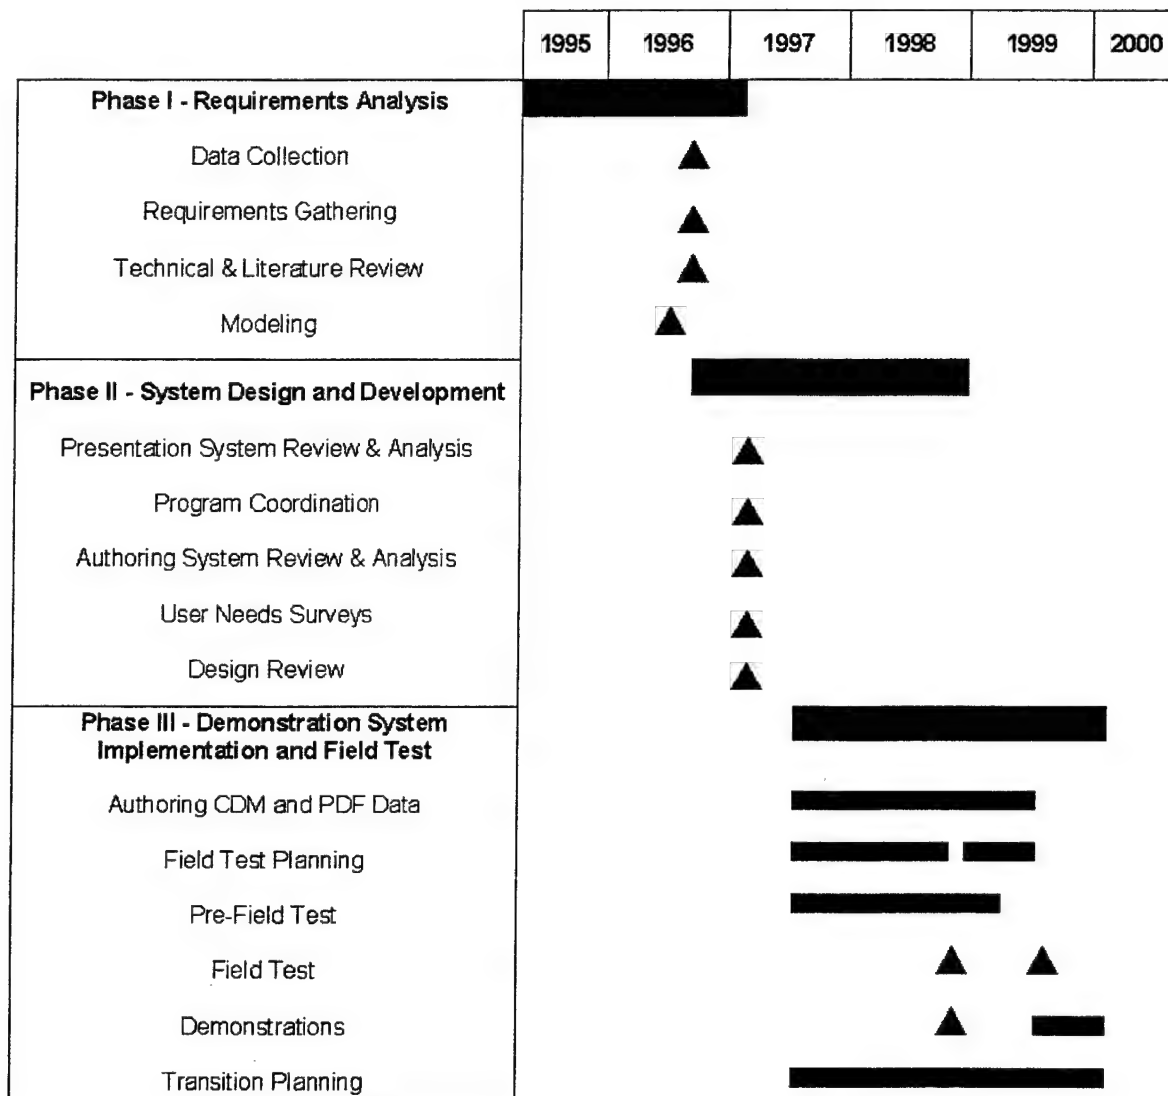 1995 1996 1997 1998 1999 2000
Phase I - Requirements Analysis
Data Collection
Requirements Gathering
Technical & Literature Review
Modeling
Phase II - System Design and Development
Presentation System Review & Analysis
Program Coordination
Authoring System Review & Analysis
User Needs Surveys
Design Review
Phase III - Demonstration System
Implementation and Field Test
Authoring CDM and PDF Data
Field Test Planning
Pre-Field Test
Field Test
Demonstrations
Transition Planning